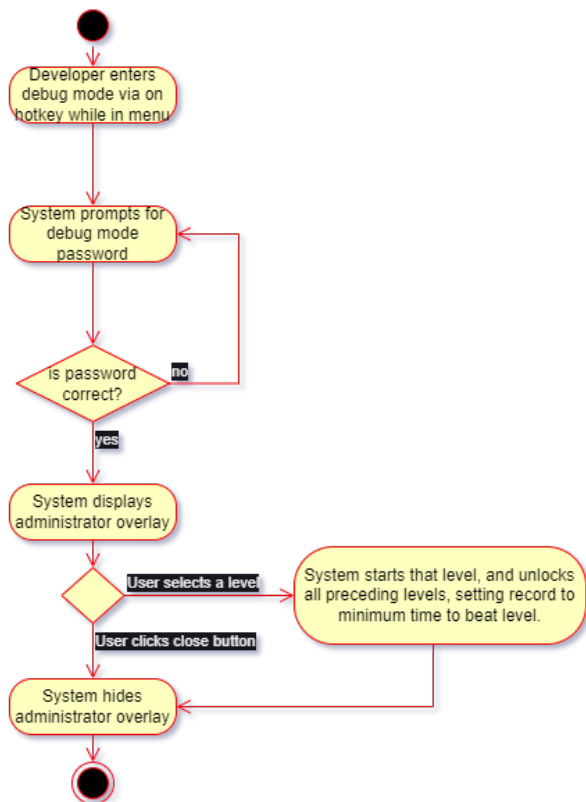 Developer enters
debug mode via on
hotkey while in menu
System prompts for
debug mode
password
is password
correct?
no
yes
System displays
administrator overlay
User selects a level
System starts that level, and unlocks
all preceding levels, setting record to
minimum time to beat level.
User clicks close button
System hides
administrator overlay